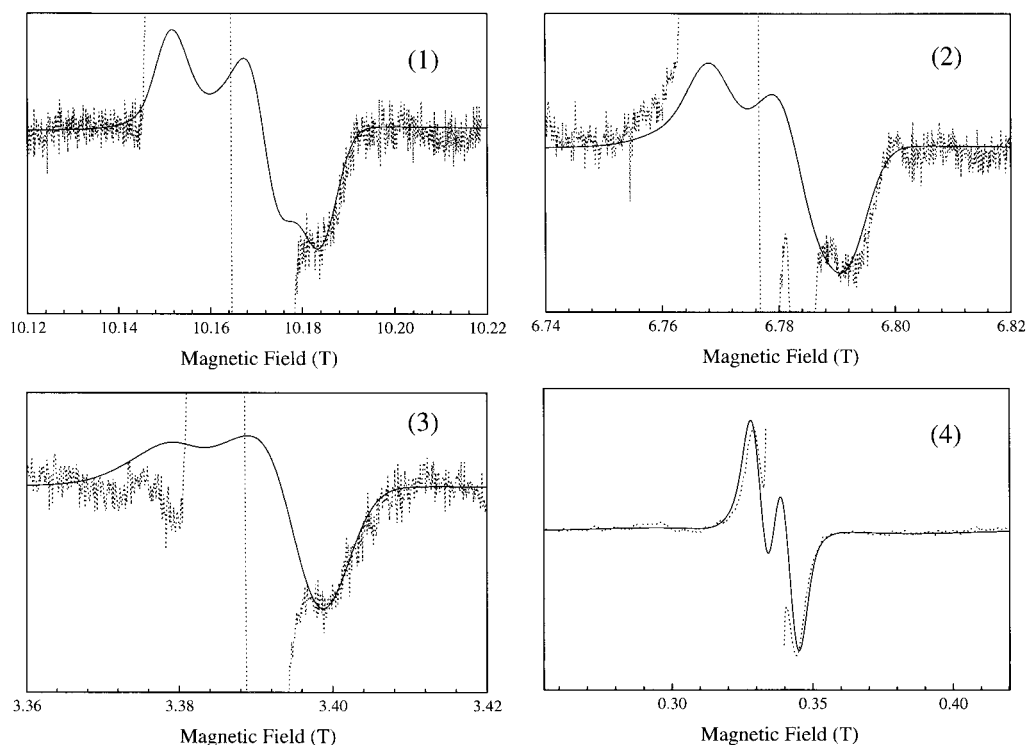 (1)
10.12 10.14 10.16 10.18 10.20 10.22
Magnetic Field (T)
(2)
6.74 6.76 6.78 6.80 6.82
Magnetic Field (T)
(3)
3.36 3.38 3.40 3.42
Magnetic Field (T)
(4)
0.30 0.35 0.40
Magnetic Field (T)